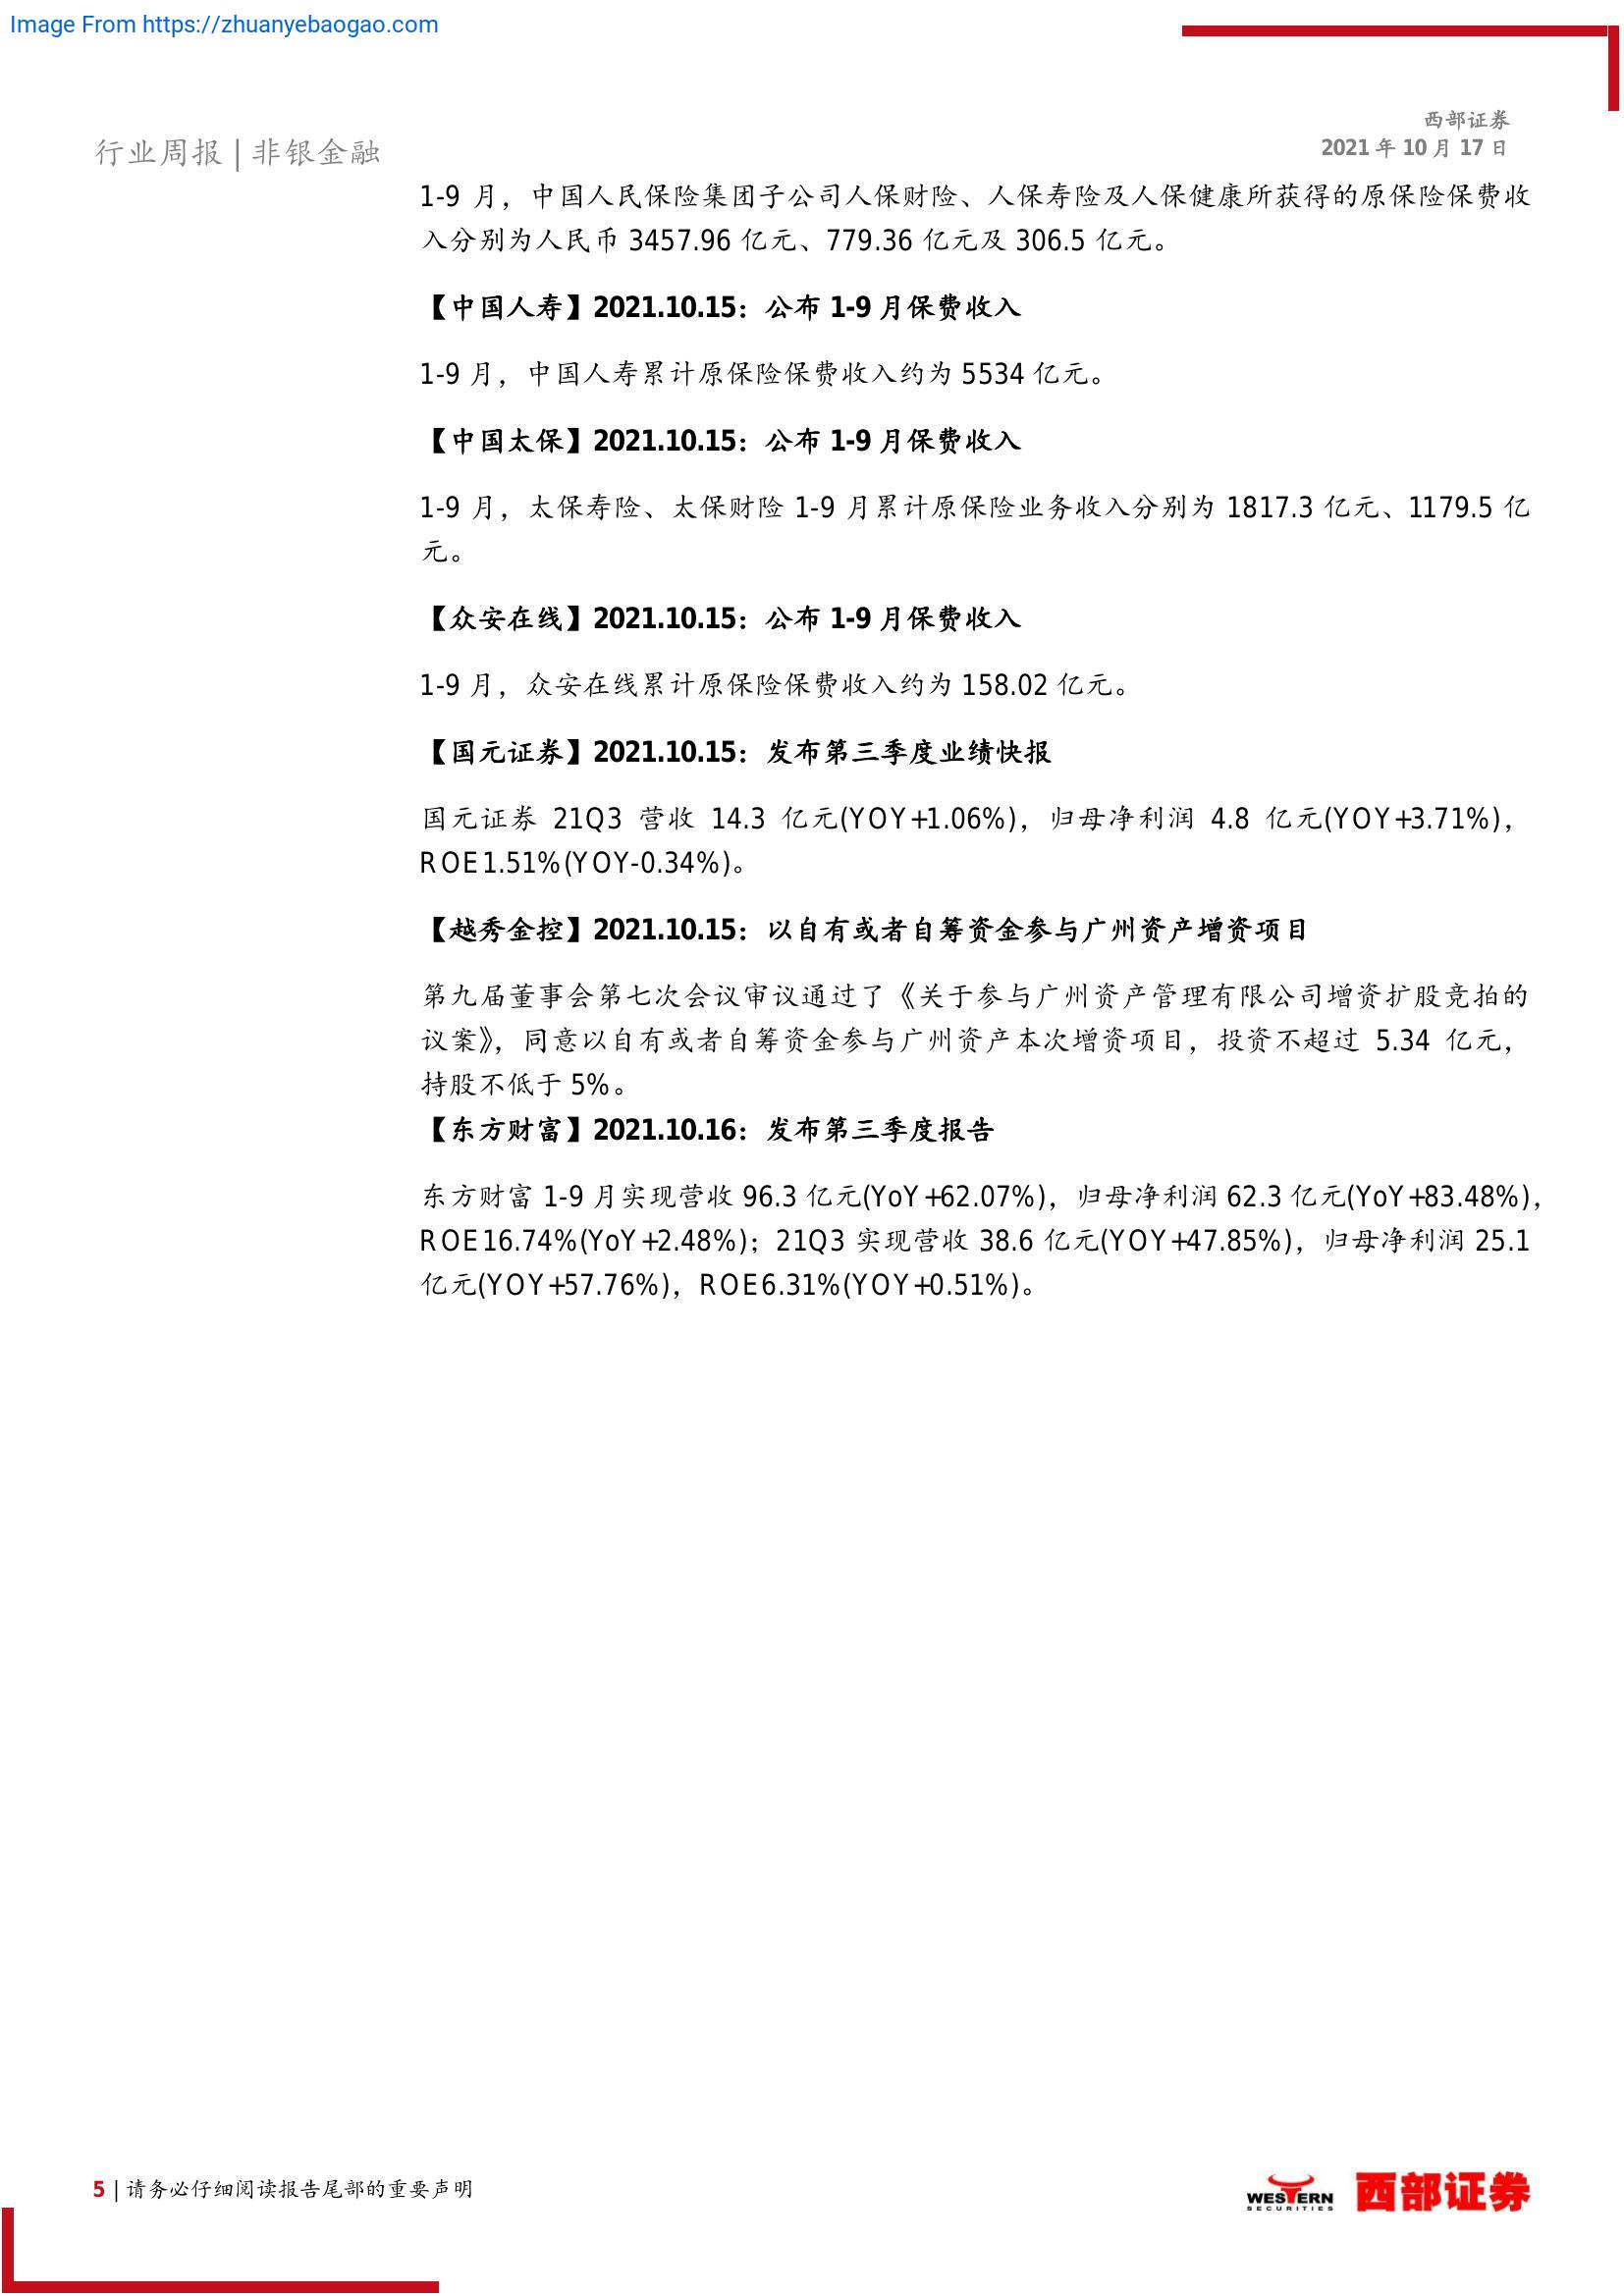 Image From https://zhuanyebaogao.com
西部证券
2021 年 10 月 17 日
行业周报 | 非银金融
1-9 月，中国人民保险集团子公司人保财险、人保寿险及人保健康所获得的原保险保费收
入分别为人民币 3457.96 亿元、779.36 亿元及 306.5 亿元。
【中国人寿】2021.10.15：公布 1-9 月保费收入
1-9 月，中国人寿累计原保险保费收入约为 5534 亿元。
【中国太保】2021.10.15：公布 1-9 月保费收入
1-9 月，太保寿险、太保财险 1-9 月累计原保险业务收入分别为 1817.3 亿元、1179.5 亿
元。
【众安在线】2021.10.15：公布 1-9 月保费收入
1-9 月，众安在线累计原保险保费收入约为 158.02 亿元。
【国元证券】2021.10.15：发布第三季度业绩快报
国元证券 21Q3 营收 14.3 亿元(YOY+1.06%)，归母净利润 4.8 亿元(YOY+3.71%)，
ROE1.51%(YOY-0.34%)。
【越秀金控】2021.10.15：以自有或者自筹资金参与广州资产增资项目
第九届董事会第七次会议审议通过了《关于参与广州资产管理有限公司增资扩股竞拍的
议案》，同意以自有或者自筹资金参与广州资产本次增资项目，投资不超过 5.34 亿元，
持股不低于 5%。
【东方财富】2021.10.16：发布第三季度报告
东方财富 1-9 月实现营收 96.3 亿元(YoY+62.07%)，归母净利润 62.3 亿元(YoY+83.48%)，
ROE16.74%(YoY+2.48%)；21Q3 实现营收 38.6 亿元(YOY+47.85%)，归母净利润 25.1
亿元(YOY+57.76%)，ROE6.31%(YOY+0.51%)。
5 | 请务必仔细阅读报告尾部的重要声明
WESTERN
SECURITIES
西部证券